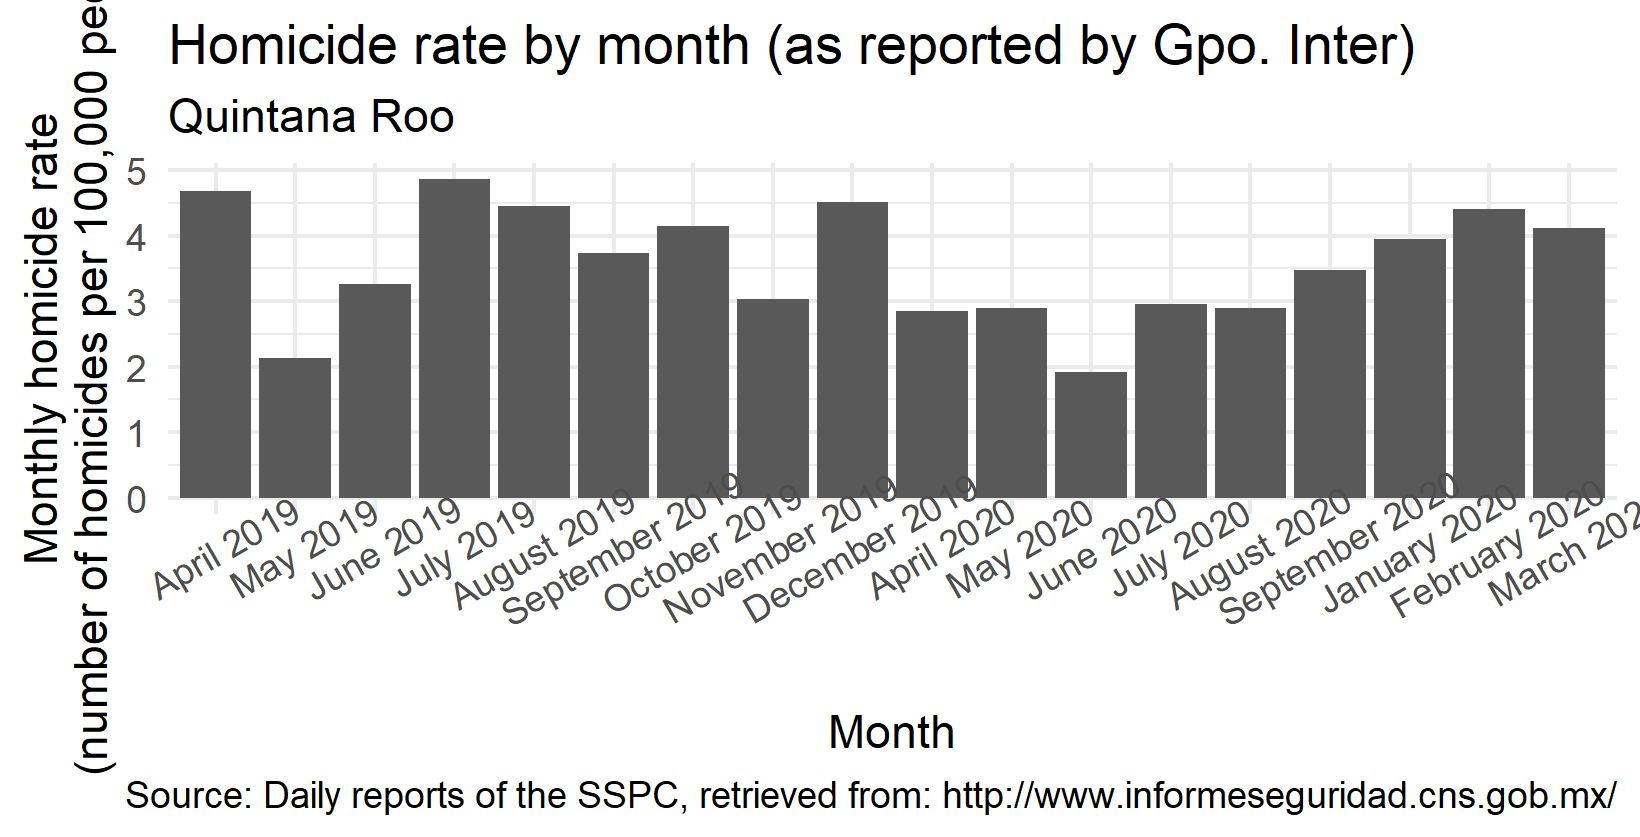 Homicide rate by month (as reported by Gpo. Inter)
Quintana Roo
Monthly homicide rate
(number of homicides per 100,000
5
4
3
2
1
0
April 2019
May 2019
June 2019
July 2019
August 2019
September 2019
October 2019
November 2019
December 2019
April 2020
May 2020
June 2020
July 2020
August 2020
September 2020
January 2020
February 2020
March 202
Month
Source: Daily reports of the SSPC, retrieved from: http://www.informeseguridad.cns.gob.mx/